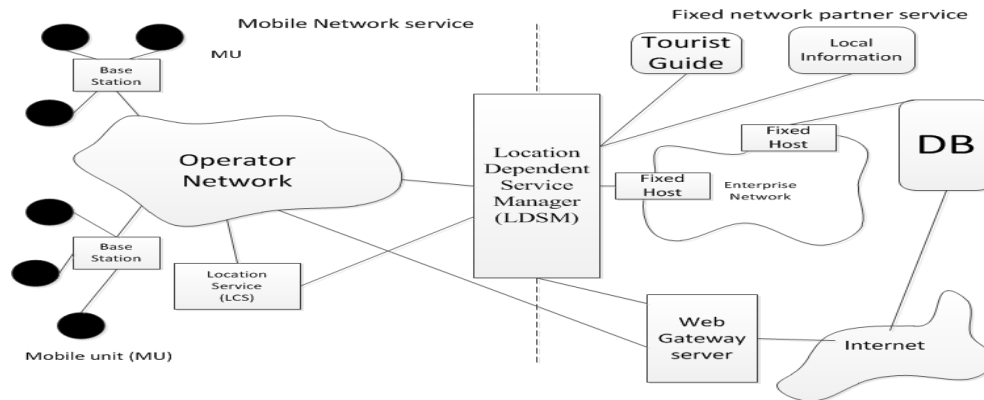 Mobile Network service
Fixed network partner service
MU
Base
Station
Tourist
Guide
Local
Information
Operator
Network
Location
Dependent
Service
Manager
(LDSM)
Fixed
Host
Fixed
Host
Enterprise
Network
DB
Base
Station
Location
Service
(LCS)
Mobile unit (MU)
Web
Gateway
server
Internet